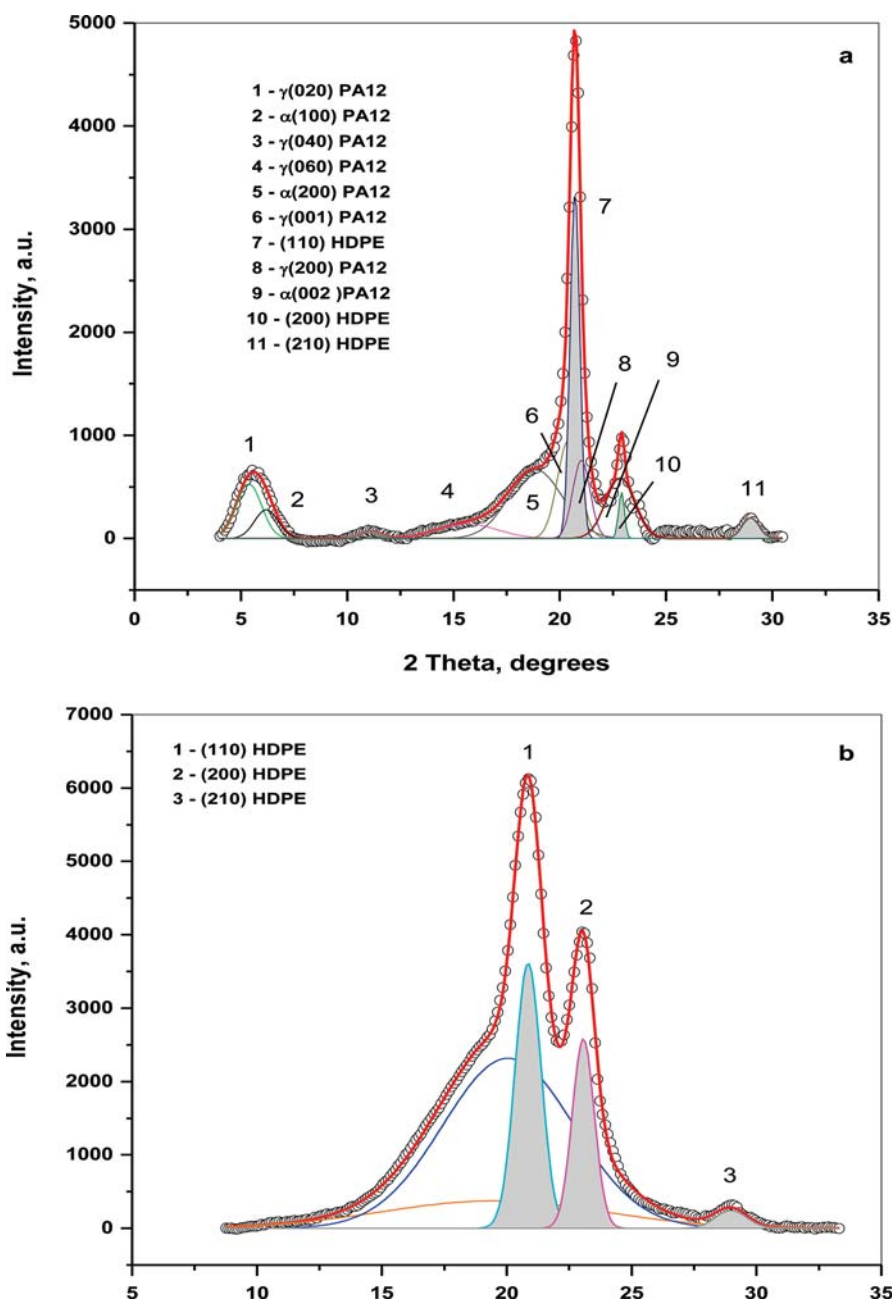 5000
a
1 - γ(020) PA12
2 - α(100) PA12
3 - γ(040) PA12
4 - γ(060) PA12
5 - α(200) PA12
6 - γ(001) PA12
7 - (110) HDPE
8 - γ(200) PA12
9 - α(002 )PA12
10 - (200) HDPE
11 - (210) HDPE
4000
3000
2000
1000
0
Intensity, a.u.
1
2
3
4
5
6
7
8
9
10
11
0 5 10 15 20 25 30 35
2 Theta, degrees
7000
b
1 - (110) HDPE
2 - (200) HDPE
3 - (210) HDPE
6000
5000
4000
3000
2000
1000
0
Intensity, a.u.
1
2
3
5 10 15 20 25 30 35